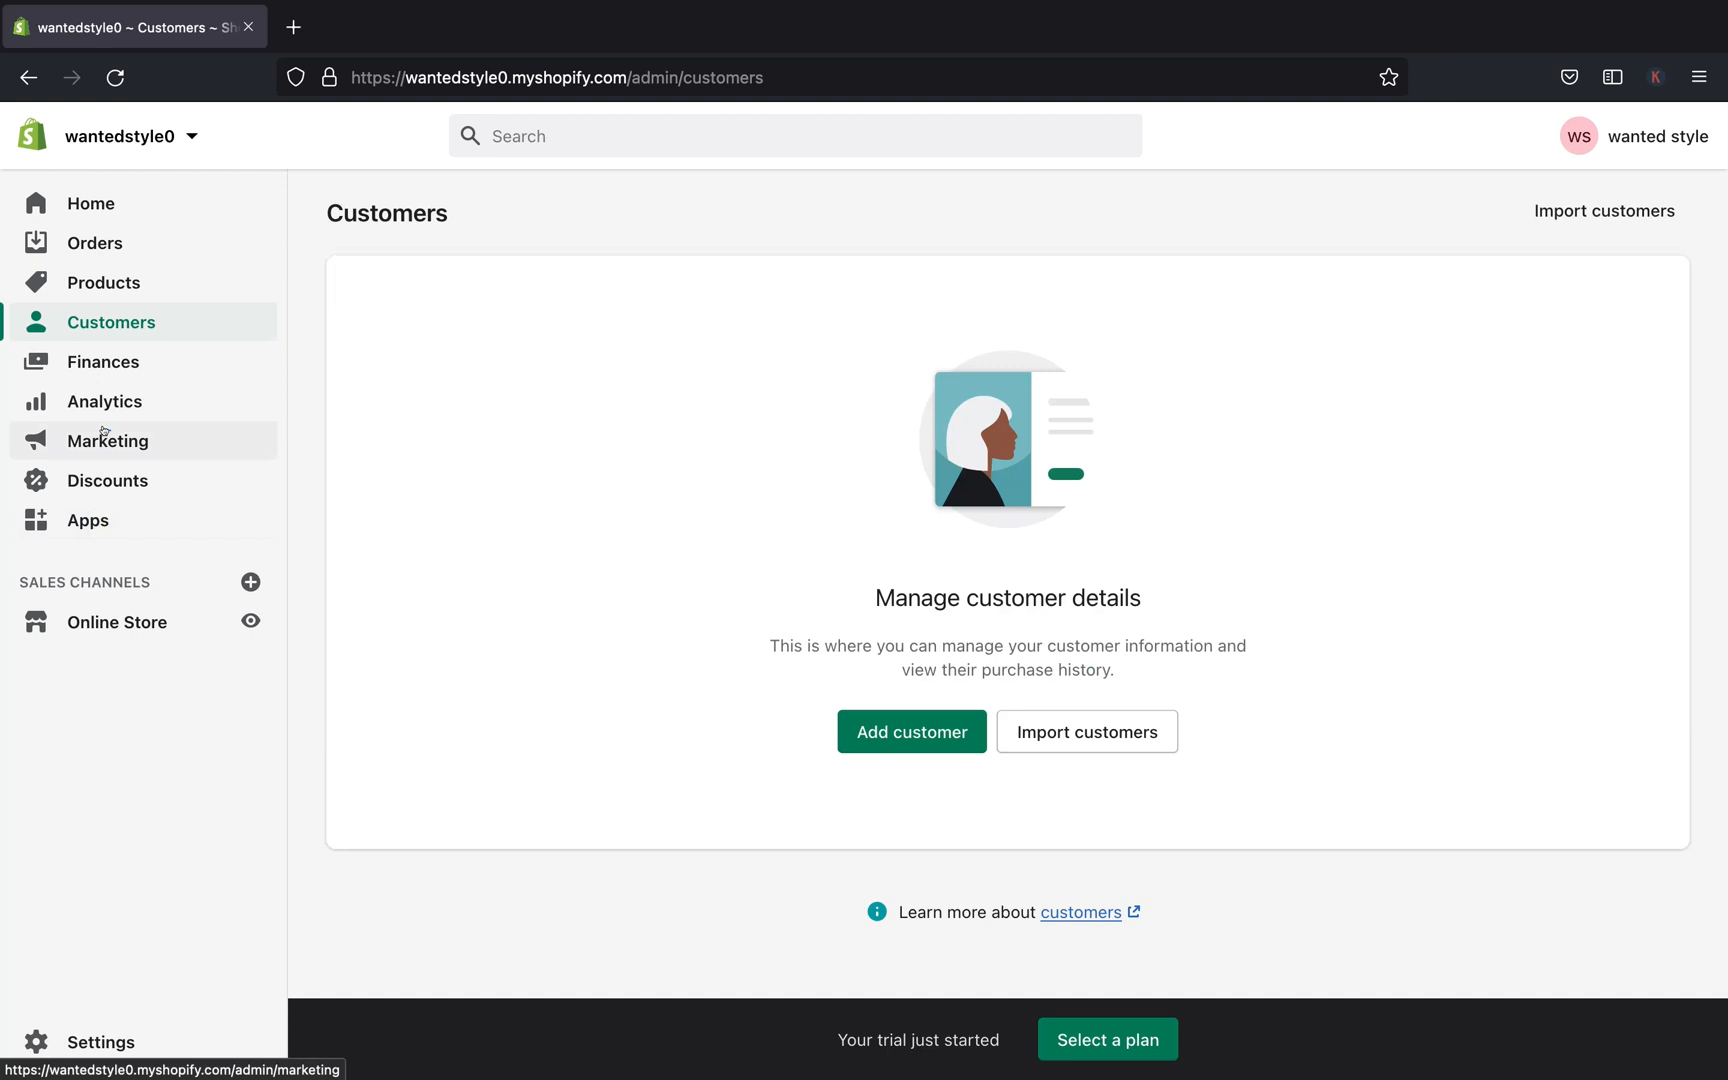 wantedstyle0 ~ Customers ~ Sh
https://wantedstyle0.myshopify.com/admin/customers
K
wantedstyle0
Search
WS
wanted style
Home
Orders
Products
Customers
Finances
Analytics
Marketing
Discounts
Apps
SALES CHANNELS
Online Store
Settings
https://wantedstyle0.myshopify.com/admin/marketing
Customers
Import customers
Manage customer details
This is where you can manage your customer information and
view their purchase history.
Add customer
Import customers
Learn more about customers
Your trial just started
Select a plan